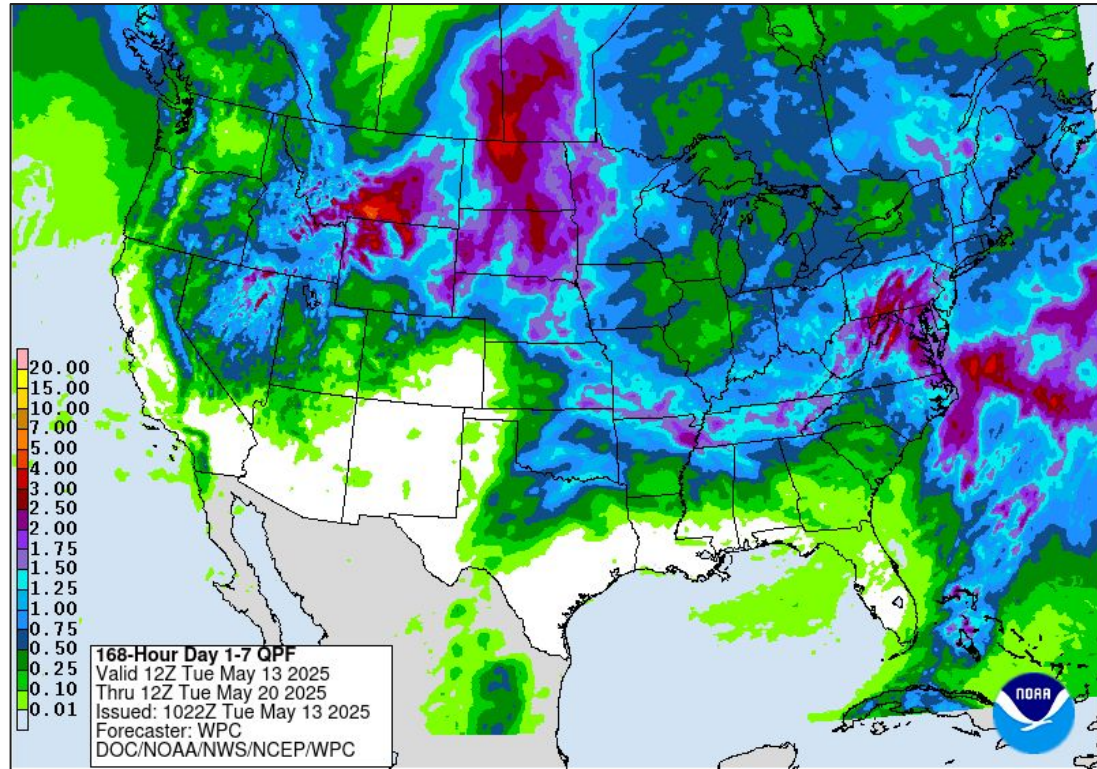 20.00
15.00
10.00
7.00
5.00
4.00
3.00
2.50
2.00
1.75
1.50
1.25
1.00
0.75
0.50
0.25
0.10
0.01
168-Hour Day 1-7 QPF
Valid 12Z Tue May 13 2025
Thru 12Z Tue May 20 2025
Issued: 1022Z Tue May 13 2025
Forecaster: WPC
DOC/NOAA/NWS/NCEP/WPC
NOAA